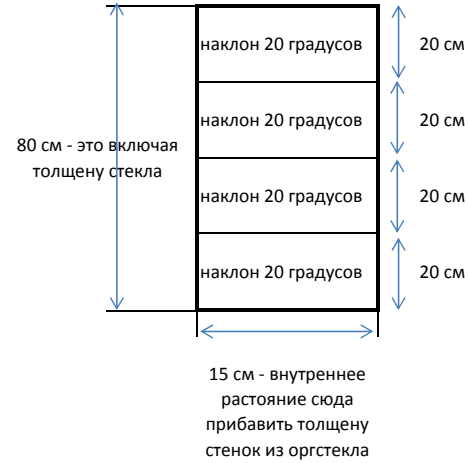 наклон 20 градусов
20 см
наклон 20 градусов
20 см
80 см - это включая
толщену стекла
наклон 20 градусов
20 см
наклон 20 градусов
20 см
15 см - внутреннее
растояние сюда
прибавить толщену
стенок из оргстекла